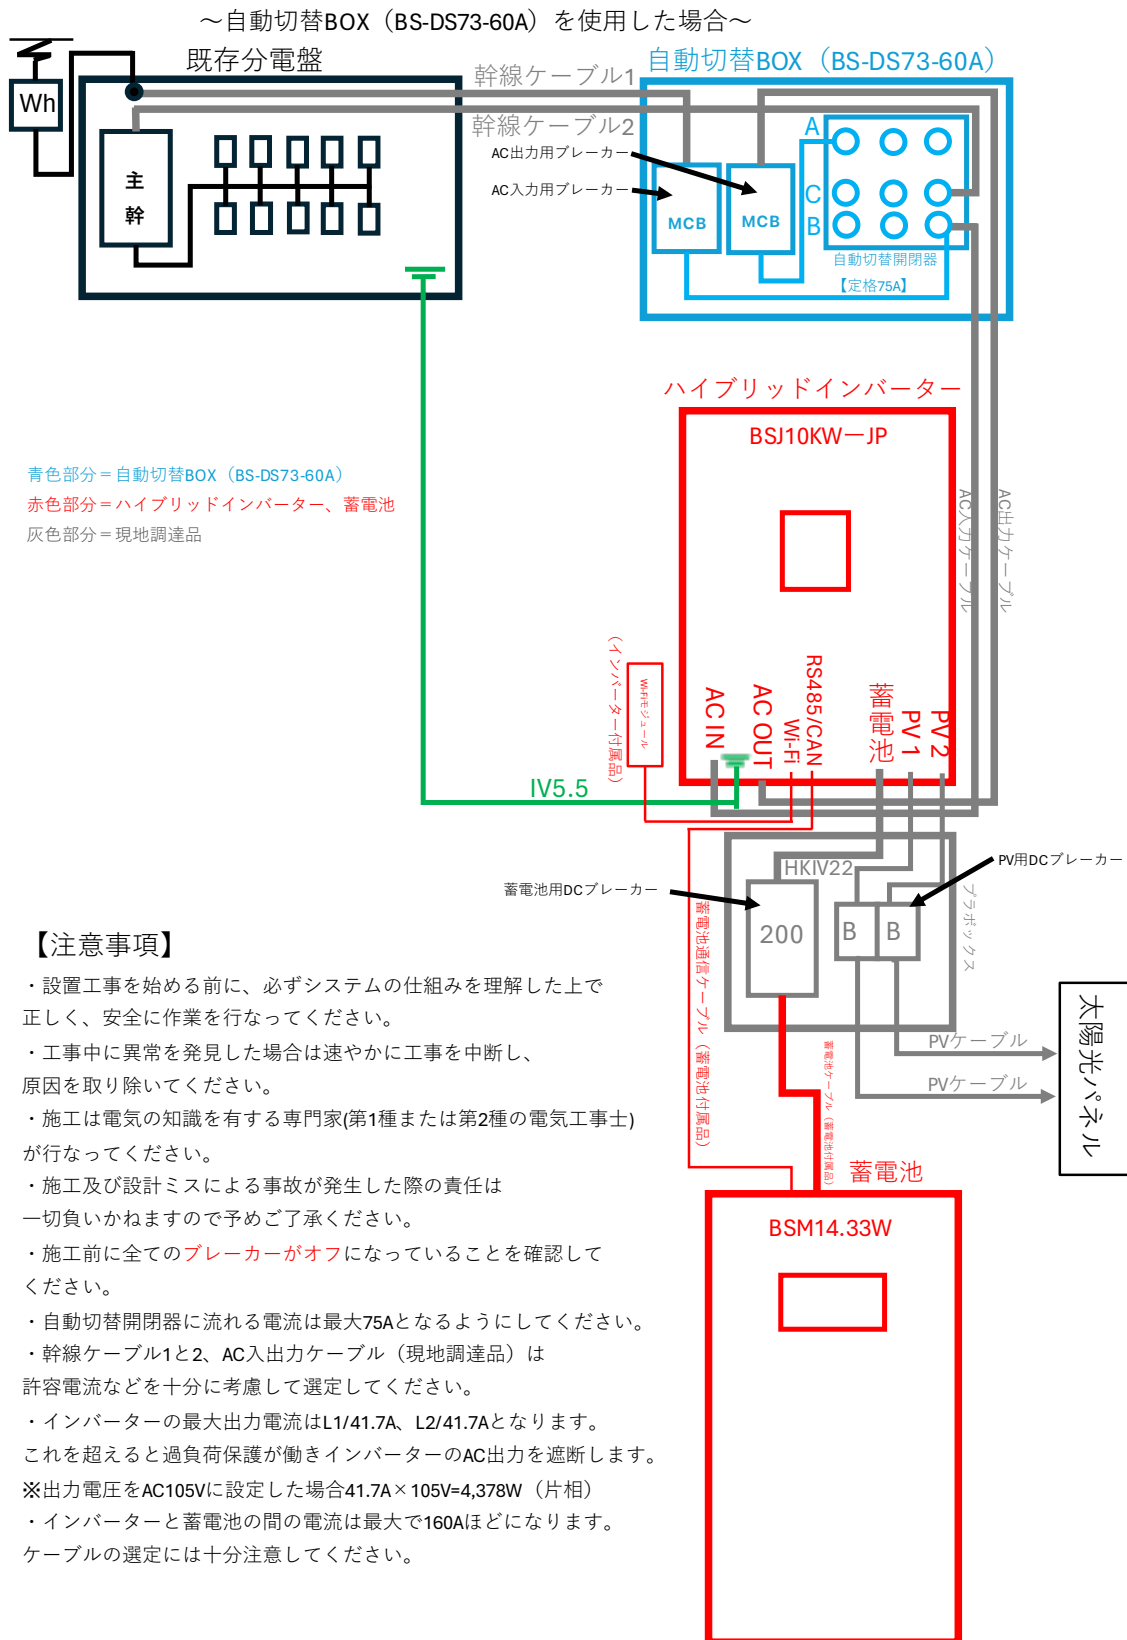 ～自動切替BOX（BS-DS73-60A）を使用した場合～
既存分電盤
自動切替BOX（BS-DS73-60A）
Wh
幹線ケーブル1
幹線ケーブル2
主幹
AC出力用ブレーカー
AC入力用ブレーカー
MCB
MCB
A
C
B
自動切替開閉器
【定格75A】
ハイブリッドインバーター
BSJ10KW－JP
青色部分＝自動切替BOX（BS-DS73-60A）
赤色部分＝ハイブリッドインバーター、蓄電池
灰色部分＝現地調達品
AC入力ケーブル
AC出力ケーブル
（インバーター付属品）
Wi-Fiモジュール
AC IN
AC OUT
Wi-Fi
RS485/CAN
蓄電池
PV 1
PV 2
IV5.5
HKIV22
PV用DCブレーカー
蓄電池用DCブレーカー
200
B
B
プラボックス
蓄電池通信ケーブル（蓄電池付属品）
蓄電池ケーブル（蓄電池付属品）
PVケーブル
PVケーブル
太陽光パネル
蓄電池
BSM14.33W
【注意事項】
・設置工事を始める前に、必ずシステムの仕組みを理解した上で
正しく、安全に作業を行なってください。
・工事中に異常を発見した場合は速やかに工事を中断し、
原因を取り除いてください。
・施工は電気の知識を有する専門家(第1種または第2種の電気工事士)
が行なってください。
・施工及び設計ミスによる事故が発生した際の責任は
一切負いかねますので予めご了承ください。
・施工前に全てのブレーカーがオフになっていることを確認して
ください。
・自動切替開閉器に流れる電流は最大75Aとなるようにしてください。
・幹線ケーブル1と2、AC入出力ケーブル（現地調達品）は
許容電流などを十分に考慮して選定してください。
・インバーターの最大出力電流はL1/41.7A、L2/41.7Aとなります。
これを超えると過負荷保護が働きインバーターのAC出力を遮断します。
※出力電圧をAC105Vに設定した場合41.7A×105V=4,378W（片相）
・インバーターと蓄電池の間の電流は最大で160Aほどになります。
ケーブルの選定には十分注意してください。